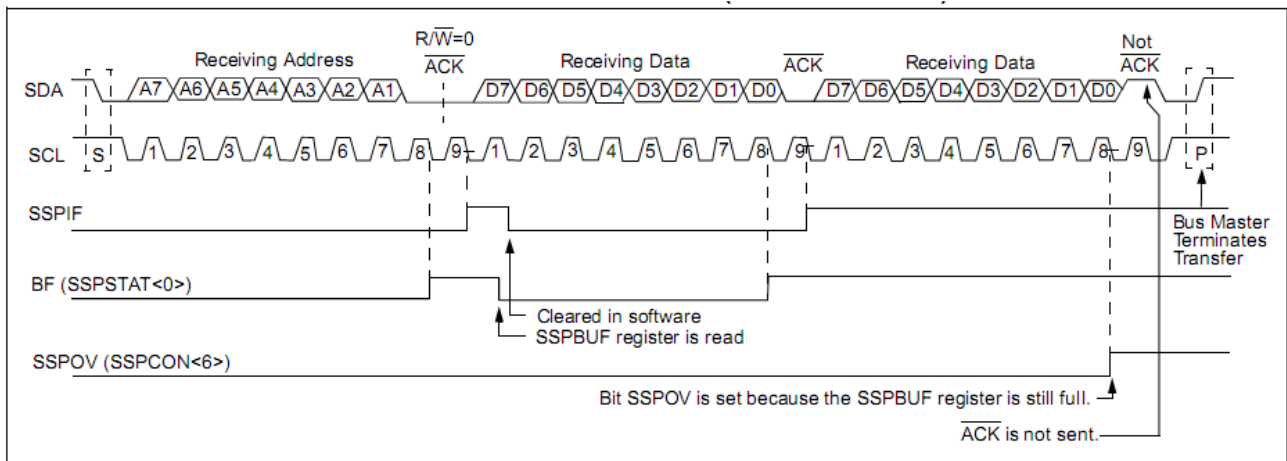 R/W=0
Receiving Address ACK Receiving Data ACK Receiving Data Not ACK
SDA A7 A6 A5 A4 A3 A2 A1 D7 D6 D5 D4 D3 D2 D1 D0 D7 D6 D5 D4 D3 D2 D1 D0
SCL S 1 2 3 4 5 6 7 8 9 1 2 3 4 5 6 7 8 9 1 2 3 4 5 6 7 8 9 P
SSPIF
Bus Master
Terminates
Transfer
BF (SSPSTAT<0>)
Cleared in software
SSPBUF register is read
SSPOV (SSPCON<6>)
Bit SSPOV is set because the SSPBUF register is still full.
ACK is not sent.